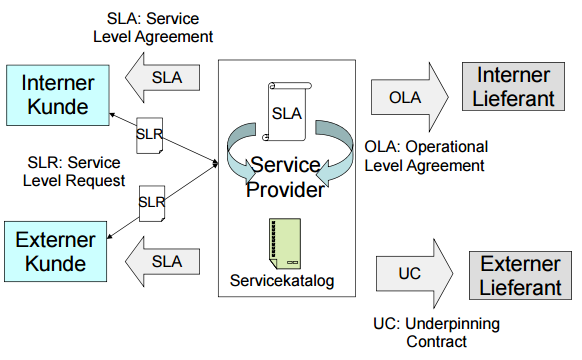 SLA: Service
Level Agreement
Interner
Kunde
SLA
SLR
SLR: Service
Level Request
SLR
Externer
Kunde
SLA
SLA
Service
Provider
Servicekatalog
OLA
Interner
Lieferant
OLA: Operational
Level Agreement
UC
Externer
Lieferant
UC: Underpinning
Contract